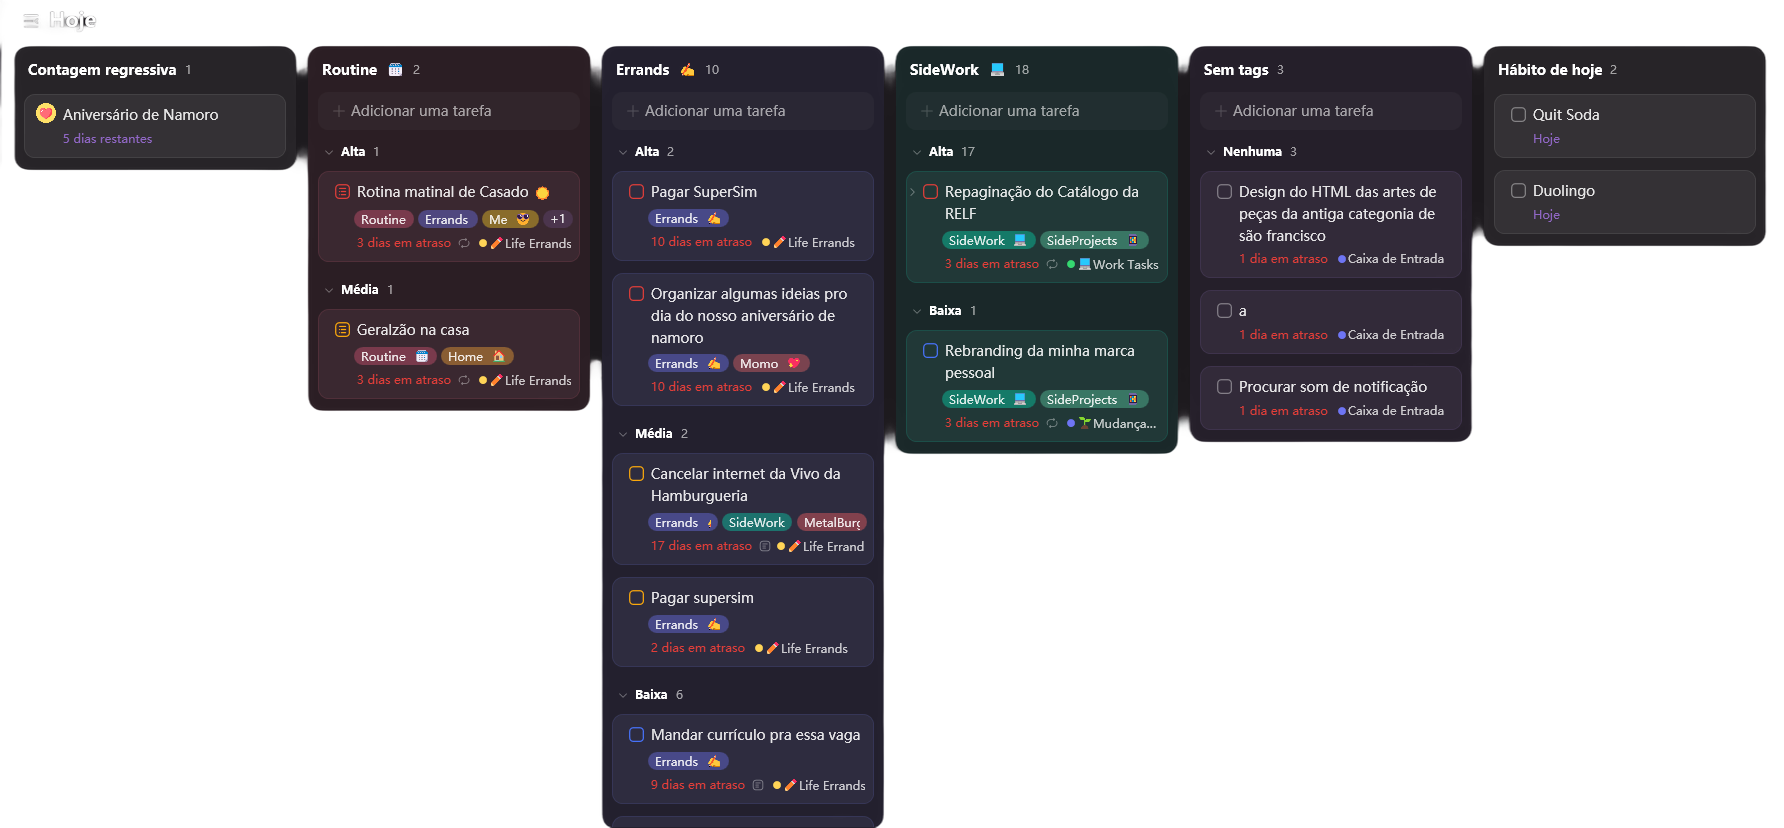 Hoje
Contagem regressiva 1
Aniversário de Namoro
5 dias restantes
Routine 2
Adicionar uma tarefa
Alta 1
Rotina matinal de Casado
Routine Errands Me +1
3 dias em atraso Life Errands
Média 1
Geralzão na casa
Routine Home
3 dias em atraso Life Errands
Errands 10
Adicionar uma tarefa
Alta 2
Pagar SuperSim
Errands
10 dias em atraso Life Errands
Organizar algumas ideias pro
dia do nosso aniversário de
namoro
Errands Momo
10 dias em atraso Life Errands
Média 2
Cancelar internet da Vivo da
Hamburgueria
Errands SideWork MetalBurg
17 dias em atraso Life Errand
Pagar supersim
Errands
2 dias em atraso Life Errands
Baixa 6
Mandar currículo pra essa vaga
Errands
9 dias em atraso Life Errands
SideWork 18
Adicionar uma tarefa
Alta 17
Repaginação do Catálogo da
RELF
SideWork SideProjects
3 dias em atraso Work Tasks
Baixa 1
Rebranding da minha marca
pessoal
SideWork SideProjects
3 dias em atraso Mudança...
Sem tags 3
Adicionar uma tarefa
Nenhuma 3
Design do HTML das artes de
peças da antiga categonia de
são francisco
1 dia em atraso Caixa de Entrada
a
1 dia em atraso Caixa de Entrada
Procurar som de notificação
1 dia em atraso Caixa de Entrada
Hábito de hoje 2
Quit Soda
Hoje
Duolingo
Hoje